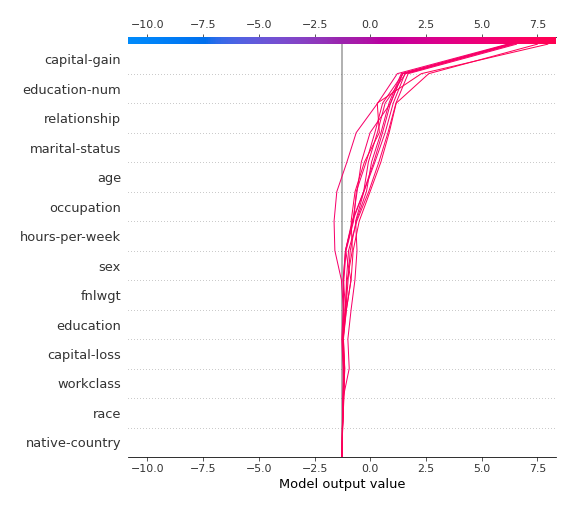 −10.0 −7.5 −5.0 −2.5 0.0 2.5 5.0 7.5
capital-gain
education-num
relationship
marital-status
age
occupation
hours-per-week
sex
fnlwgt
education
capital-loss
workclass
race
native-country
−10.0 −7.5 −5.0 −2.5 0.0 2.5 5.0 7.5
Model output value